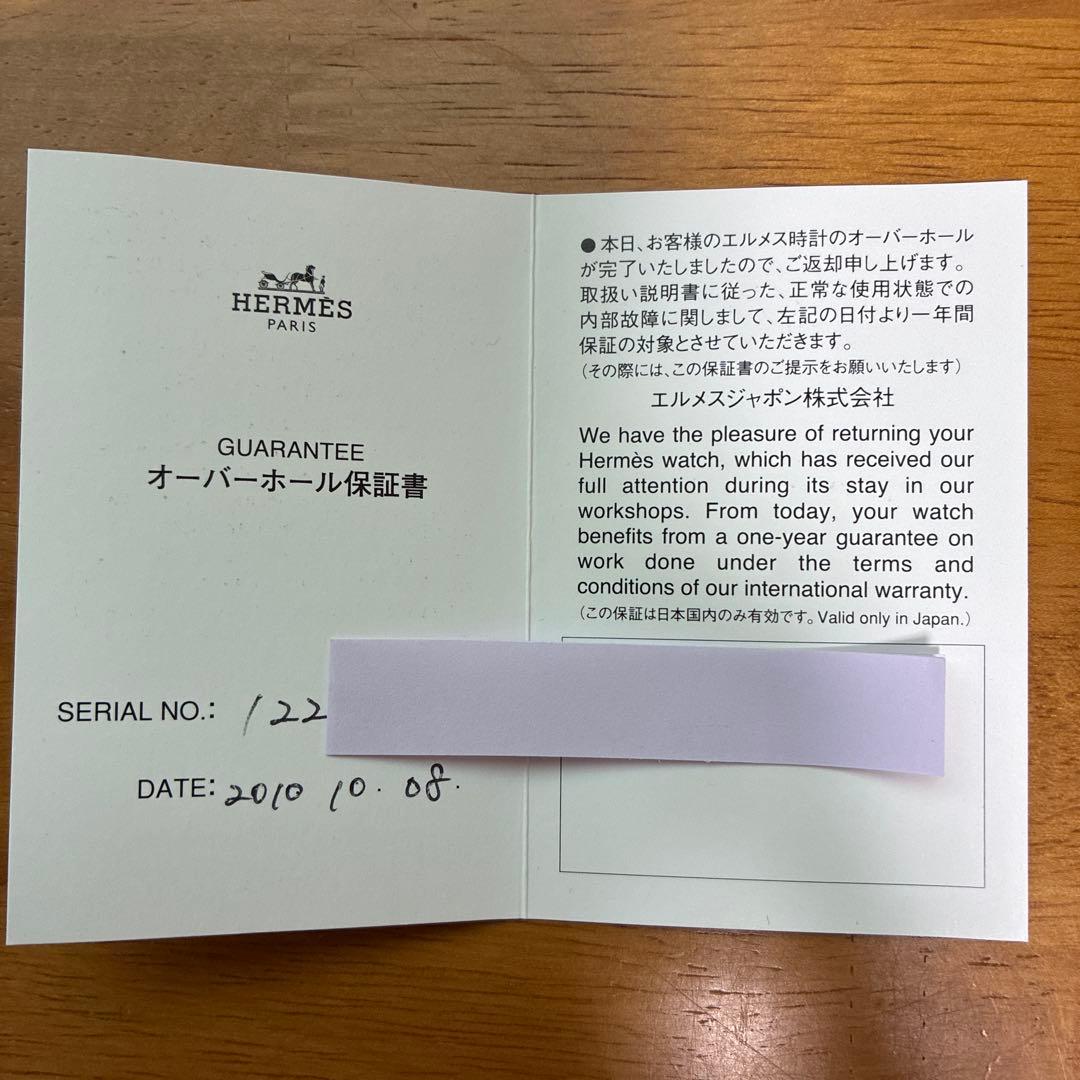 HERMÈS
PARIS
GUARANTEE
オーバーホール保証書
SERIAL NO.: 122
DATE: 2010 10. 08.
●本日、お客様のエルメス時計のオーバーホール
が完了いたしましたので、ご返却申し上げます。
取扱い説明書に従った、正常な使用状態での
内部故障に関しまして、左記の日付より一年間
保証の対象とさせていただきます。
(その際には、この保証書のご提示をお願いいたします)
エルメスジャポン株式会社
We have the pleasure of returning your
Hermès watch, which has received our
full attention during its stay in our
workshops. From today, your watch
benefits from a one-year guarantee on
work done under the terms and
conditions of our international warranty.
(この保証は日本国内のみ有効です。Valid only in Japan.)